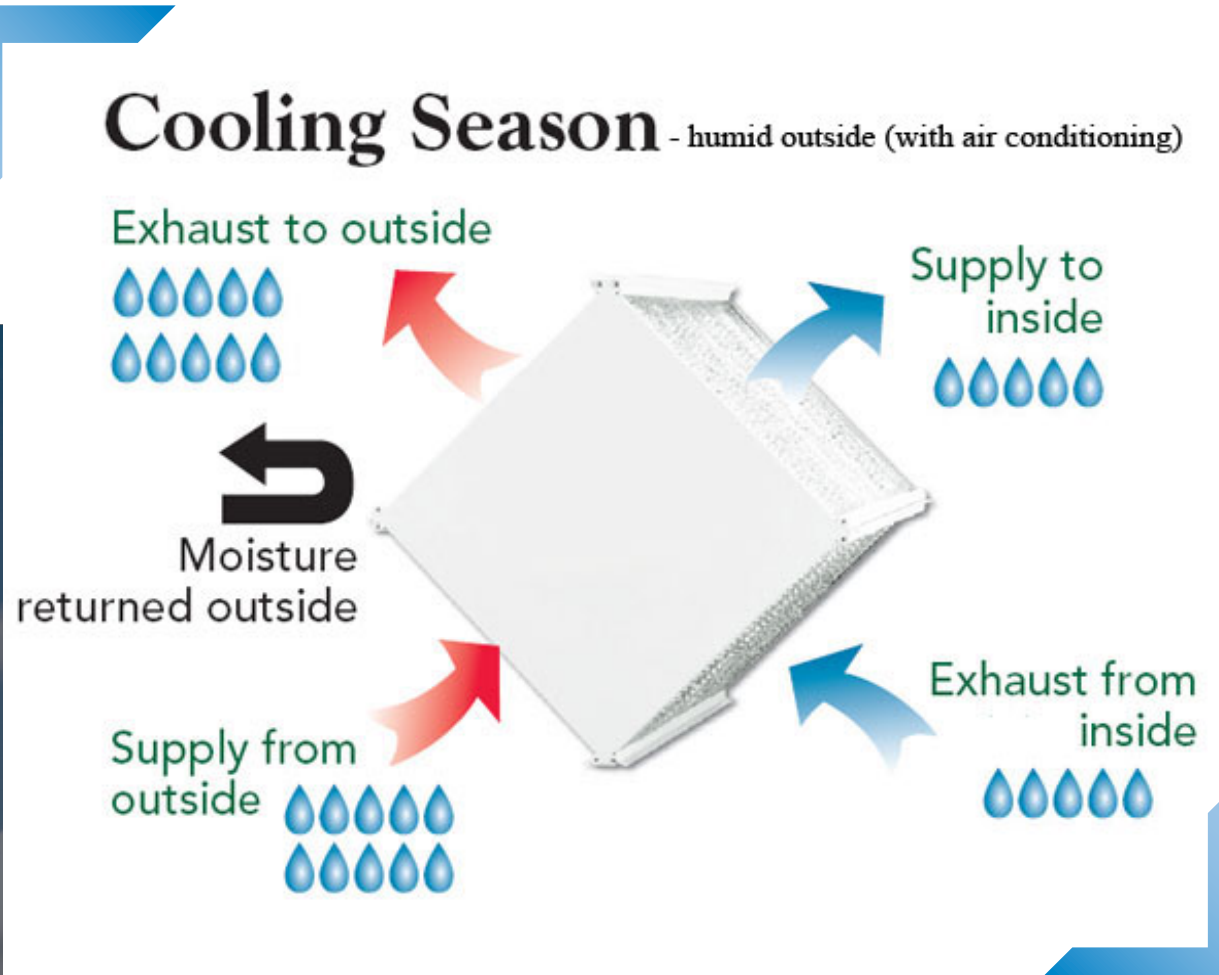 Cooling Season - humid outside (with air conditioning)
Exhaust to outside
Supply to
inside
Moisture
returned outside
Supply from
outside
Exhaust from
inside